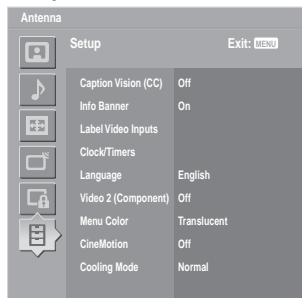 Antenna
Setup Exit: MENU
Caption Vision (CC) Off
Info Banner On
Label Video Inputs
Clock/Timers
Language English
Video 2 (Component) Off
Menu Color Translucent
CineMotion Off
Cooling Mode Normal